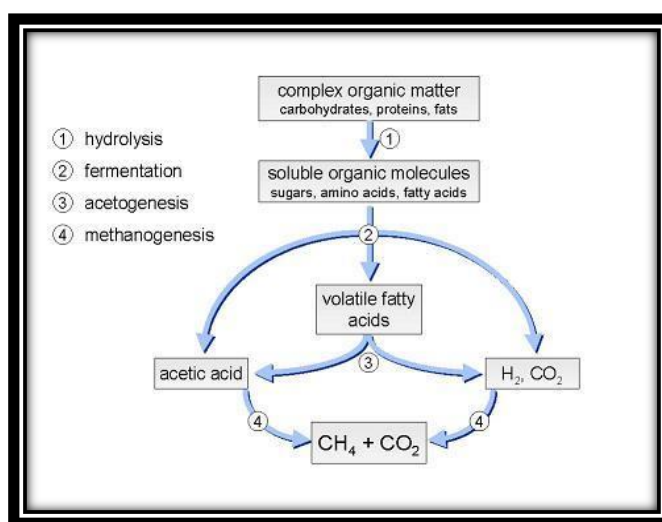 complex organic matter
carbohydrates, proteins, fats
① hydrolysis
①
② fermentation
soluble organic molecules
sugars, amino acids, fatty acids
③ acetogenesis
④ methanogenesis
②
volatile fatty
acids
③
acetic acid
H₂, CO₂
④
④
CH₄ + CO₂